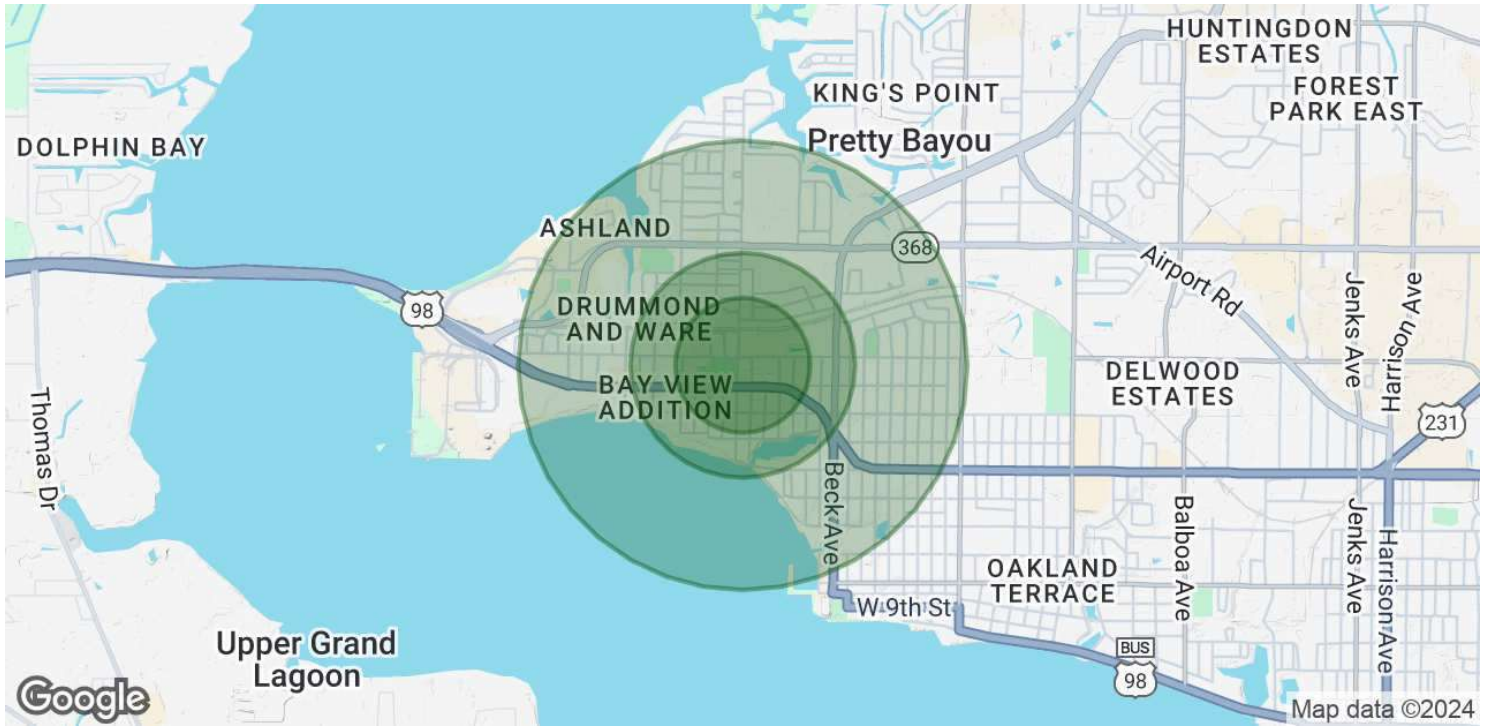 HUNTINGDON
ESTATES
FOREST
PARK EAST
KING'S POINT
Pretty Bayou
DOLPHIN BAY
ASHLAND
368
Airport Rd
Jenks Ave
Harrison Ave
98
DRUMMOND
AND WARE
BAY VIEW
ADDITION
DELWOOD
ESTATES
231
Thomas Dr
Beck Ave
Balboa Ave
Jenks Ave
Harrison Ave
OAKLAND
TERRACE
W 9th St
Upper Grand
Lagoon
BUS
98
Google
Map data ©2024